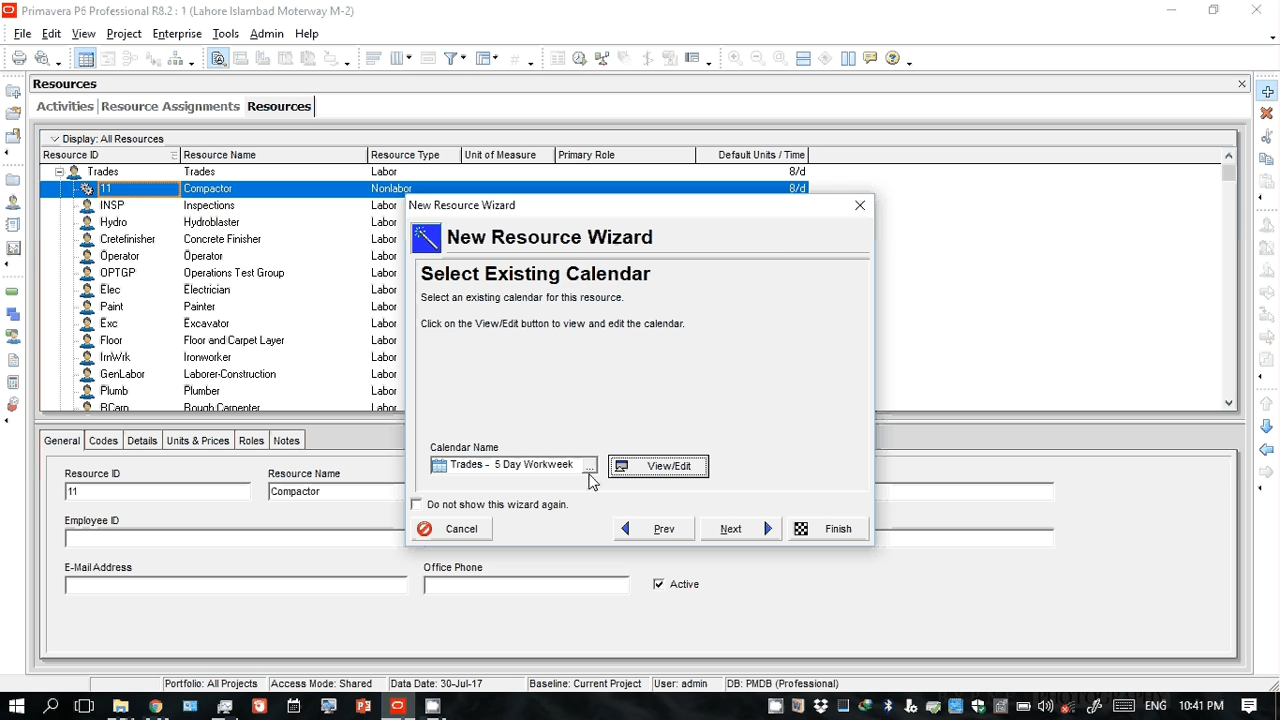 Primavera P6 Professional R8.2 : 1 (Lahore Islambad Moterway M-2)
File Edit View Project Enterprise Tools Admin Help
Resources
Activities Resource Assignments Resources
Display: All Resources
Resource ID Resource Name Resource Type Unit of Measure Primary Role Default Units / Time
Trades Trades Labor 8/d
11 Compactor Nonlabor 8/d
INSP Inspections Labor
Hydro Hydroblaster Labor
Cretefinisher Concrete Finisher Labor
Operator Operator Labor
OPTGP Operations Test Group Labor
Elec Electrician Labor
Paint Painter Labor
Exc Excavator Labor
Floor Floor and Carpet Layer Labor
IrnWrk Ironworker Labor
GenLabor Laborer-Construction Labor
Plumb Plumber Labor
BCarp Rough Carpenter Labor
New Resource Wizard
New Resource Wizard
Select Existing Calendar
Select an existing calendar for this resource.
Click on the View/Edit button to view and edit the calendar.
Calendar Name
Trades - 5 Day Workweek ... View/Edit
Do not show this wizard again.
Cancel Prev Next Finish
General Codes Details Units & Prices Roles Notes
Resource ID Resource Name
11 Compactor
Employee ID
E-Mail Address Office Phone
Active
Portfolio: All Projects Access Mode: Shared Data Date: 30-Jul-17 Baseline: Current Project User: admin DB: PMDB (Professional)
ENG 10:41 PM